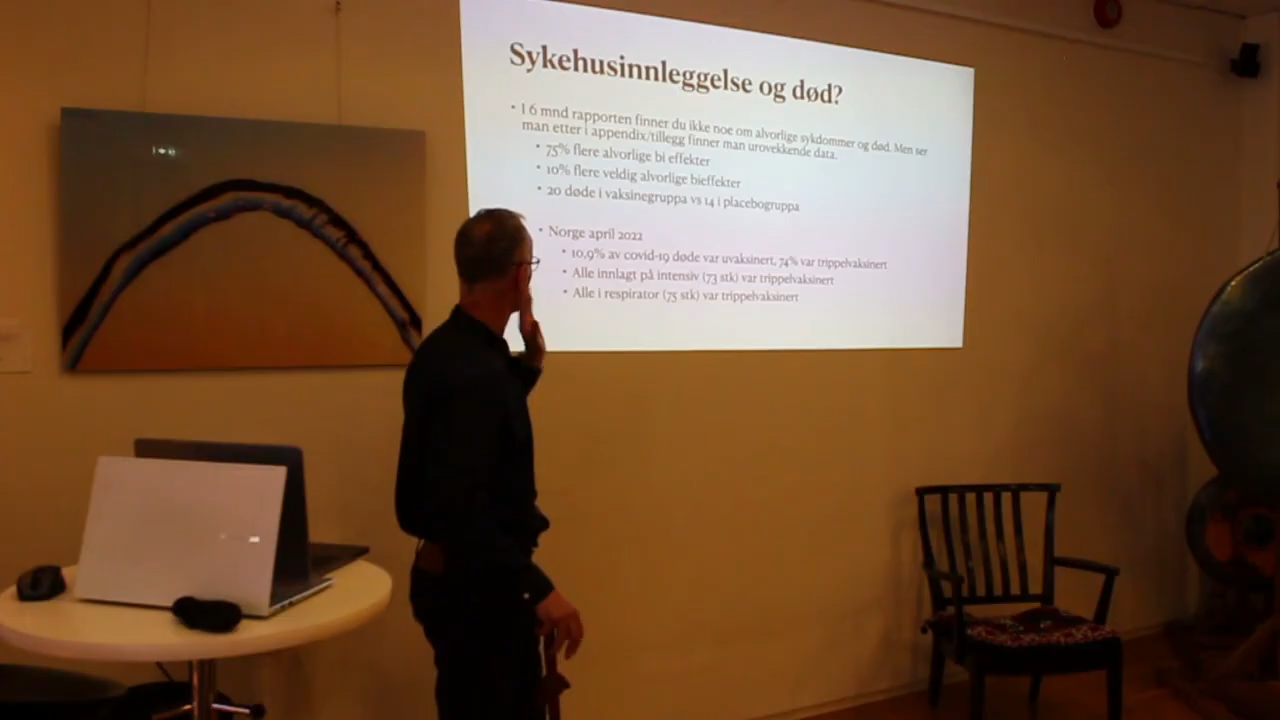 Sykehusinnleggelse og død?
• I 6 mnd rapporten finner du ikke noe om alvorlige sykdommer og død. Men ser
man etter i appendix/tillegg finner man urovekkende data.
• 75% flere alvorlige bi effekter
• 10% flere veldig alvorlige bieffekter
• 20 døde i vaksinegruppa vs 14 i placebogruppa
• Norge april 2022
• 10,9% av covid-19 døde var uvaksinert, 74% var trippelvaksinert
• Alle innlagt på intensiv (73 stk) var trippelvaksinert
• Alle i respirator (75 stk) var trippelvaksinert